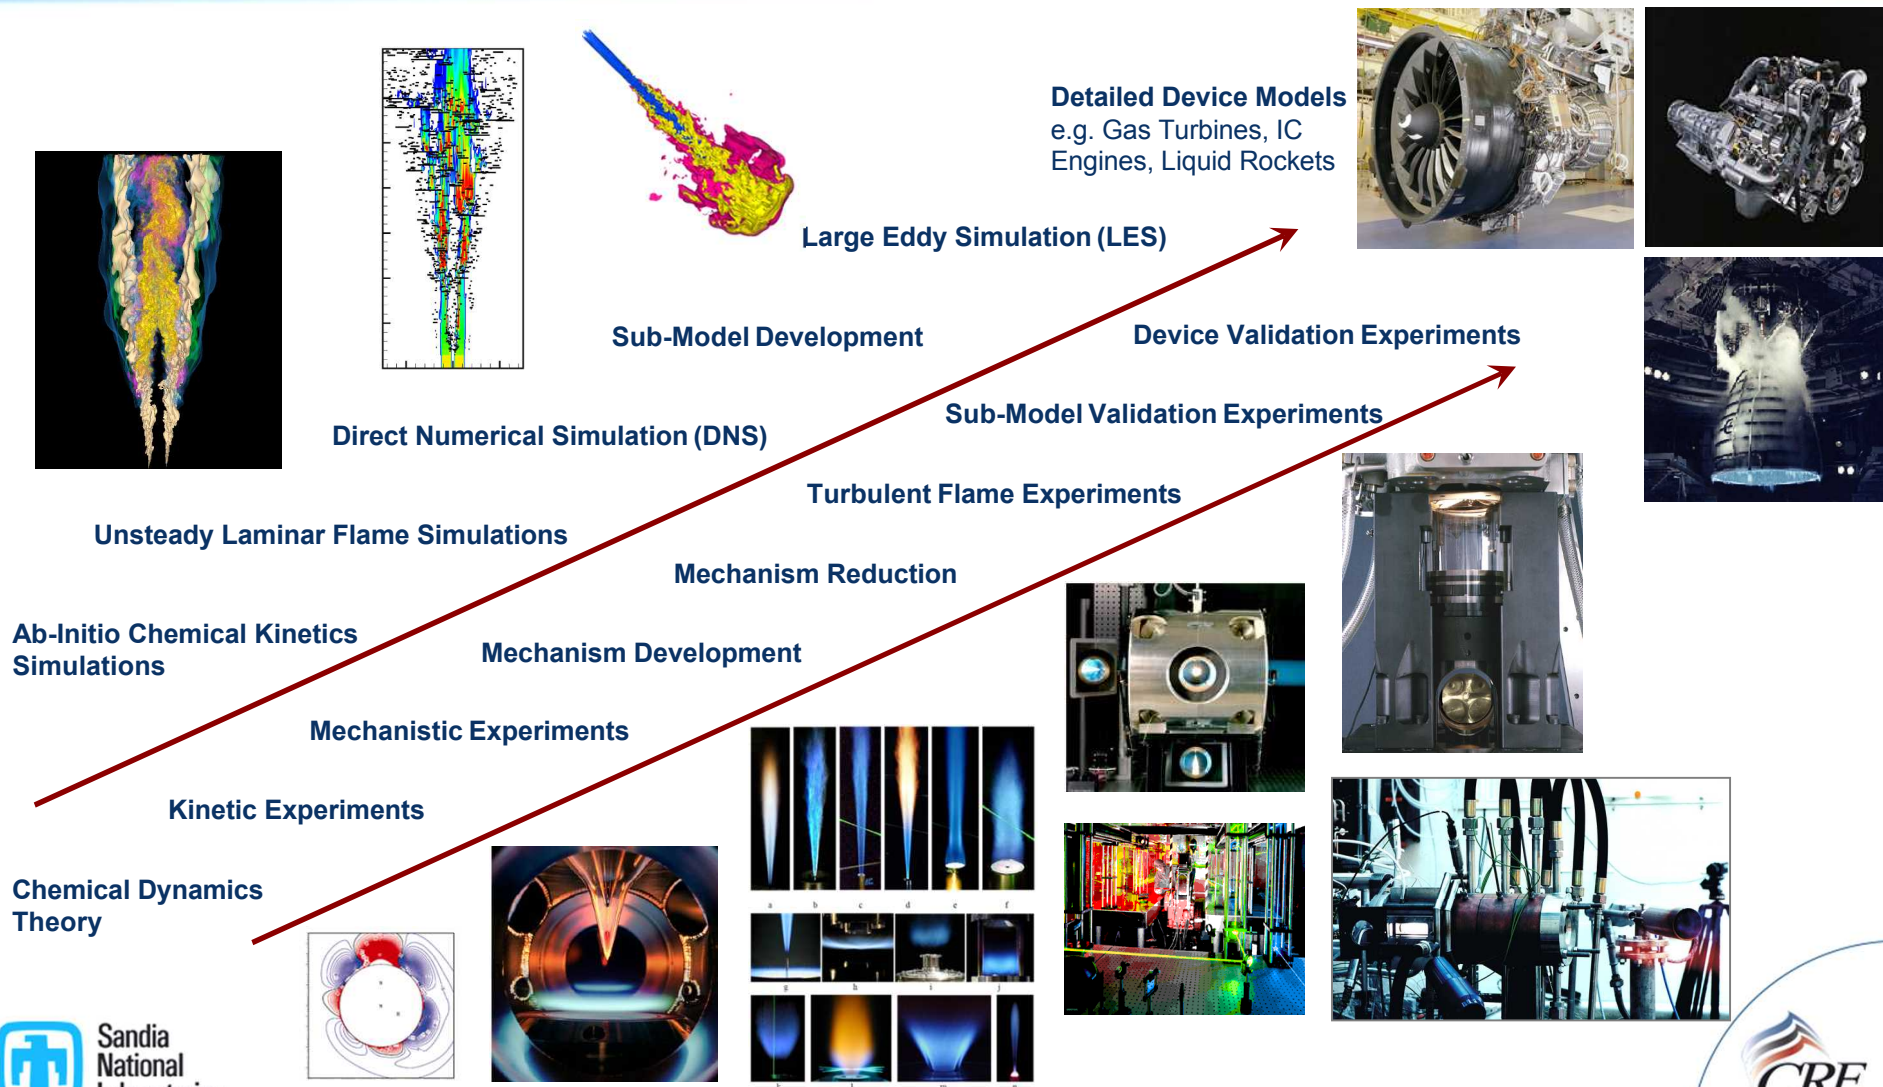 Detailed Device Models
e.g. Gas Turbines, IC
Engines, Liquid Rockets
Large Eddy Simulation (LES)
Sub-Model Development
Device Validation Experiments
Direct Numerical Simulation (DNS)
Sub-Model Validation Experiments
Turbulent Flame Experiments
Unsteady Laminar Flame Simulations
Mechanism Reduction
Ab-Initio Chemical Kinetics
Simulations
Mechanism Development
Mechanistic Experiments
Kinetic Experiments
Chemical Dynamics
Theory
a b c d e f
g h i j
Sandia
National
CRF